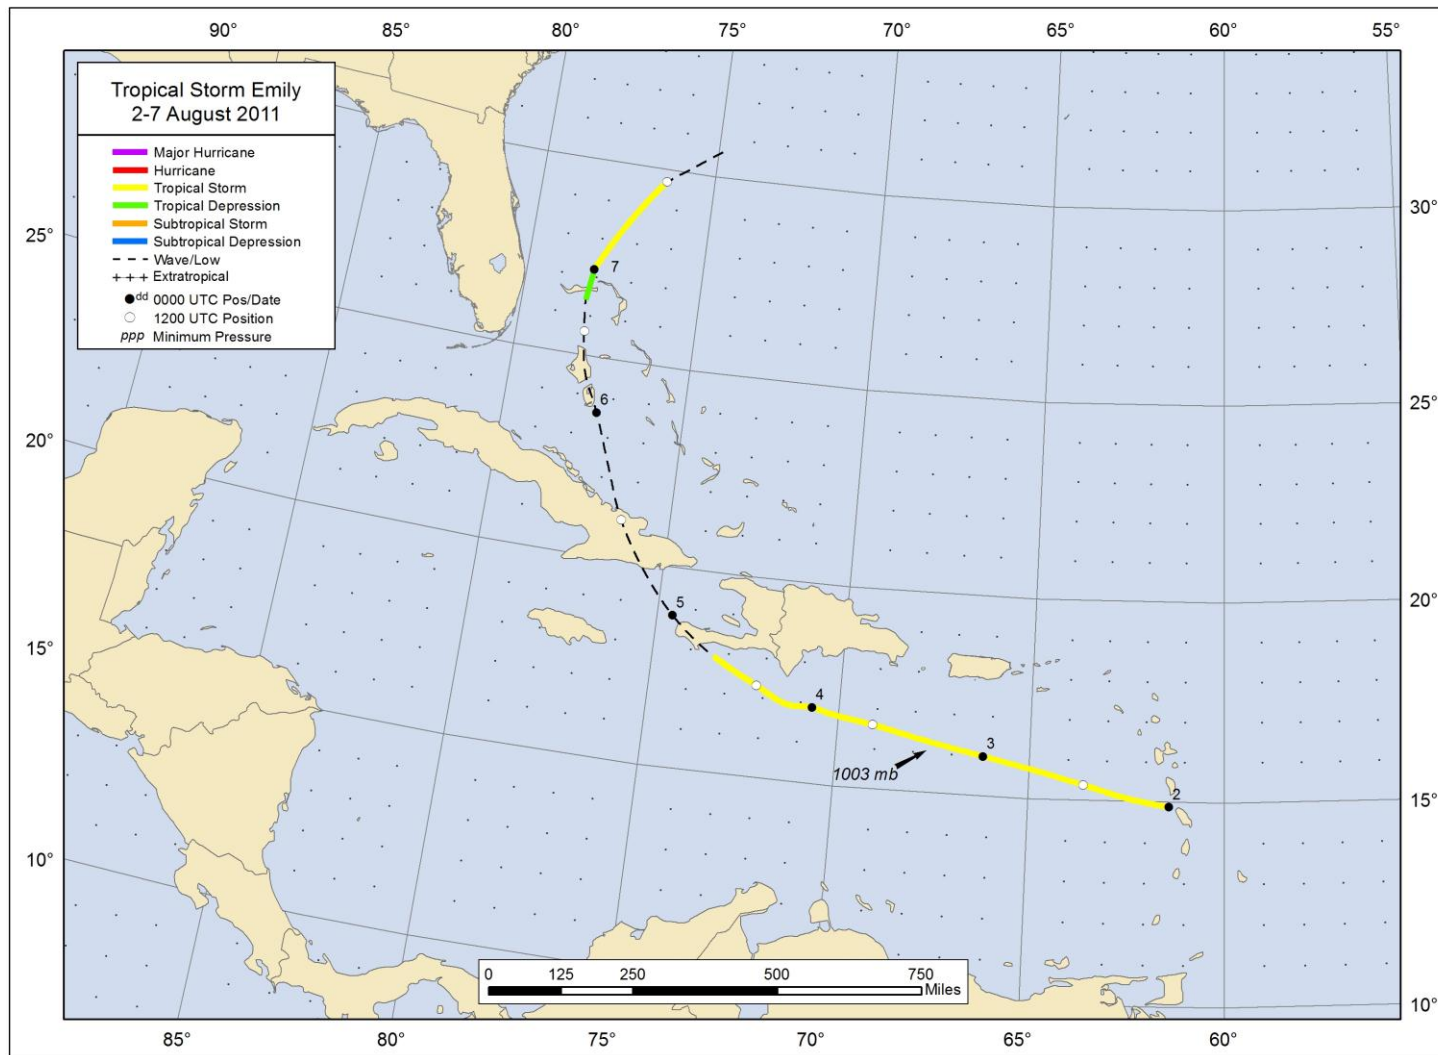 90° 85° 80° 75° 70° 65° 60° 55°
Tropical Storm Emily
2-7 August 2011
Major Hurricane
Hurricane
Tropical Storm
Tropical Depression
Subtropical Storm
Subtropical Depression
Wave/Low
+++ Extratropical
dd 0000 UTC Pos/Date
1200 UTC Position
ppp Minimum Pressure
30°
25°
7
25°
6
20°
20°
5
15°
4
3
1003 mb
2
15°
10°
0 125 250 500 750
Miles
10°
85° 80° 75° 70° 65° 60°